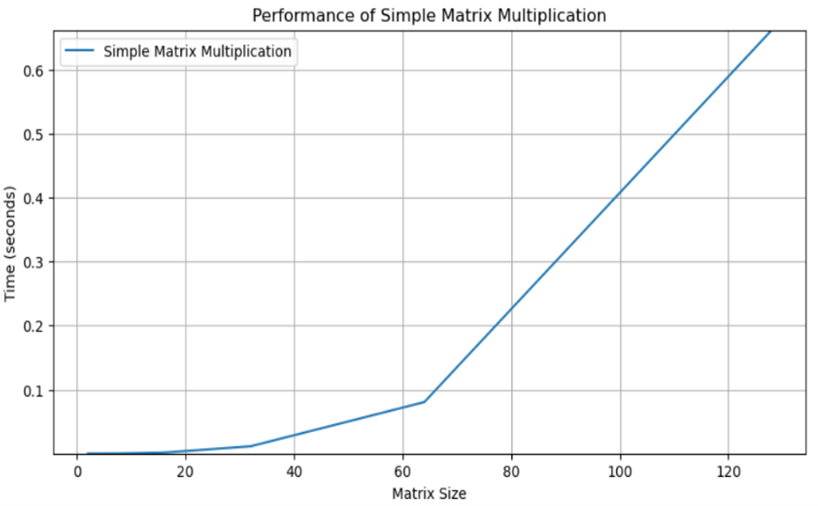 Performance of Simple Matrix Multiplication
Simple Matrix Multiplication
Time (seconds)
0.6
0.5
0.4
0.3
0.2
0.1
0 20 40 60 80 100 120
Matrix Size